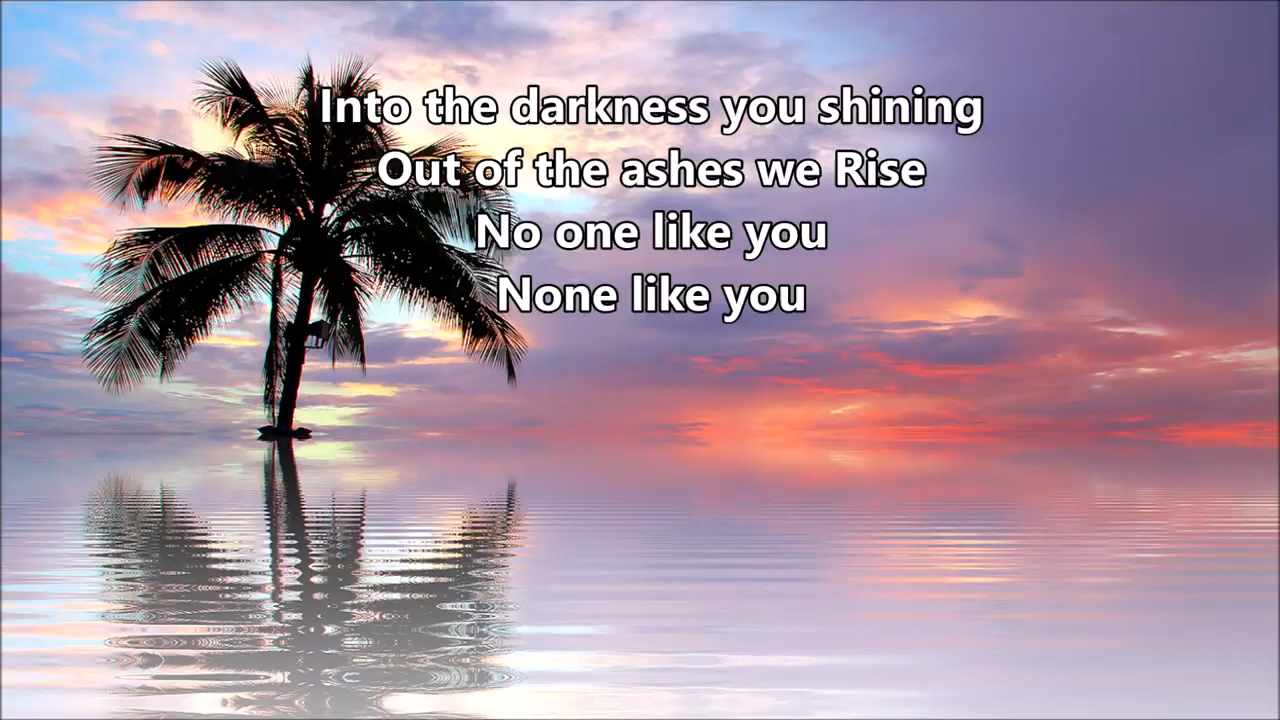 Into the darkness you shining
Out of the ashes we Rise
No one like you
None like you